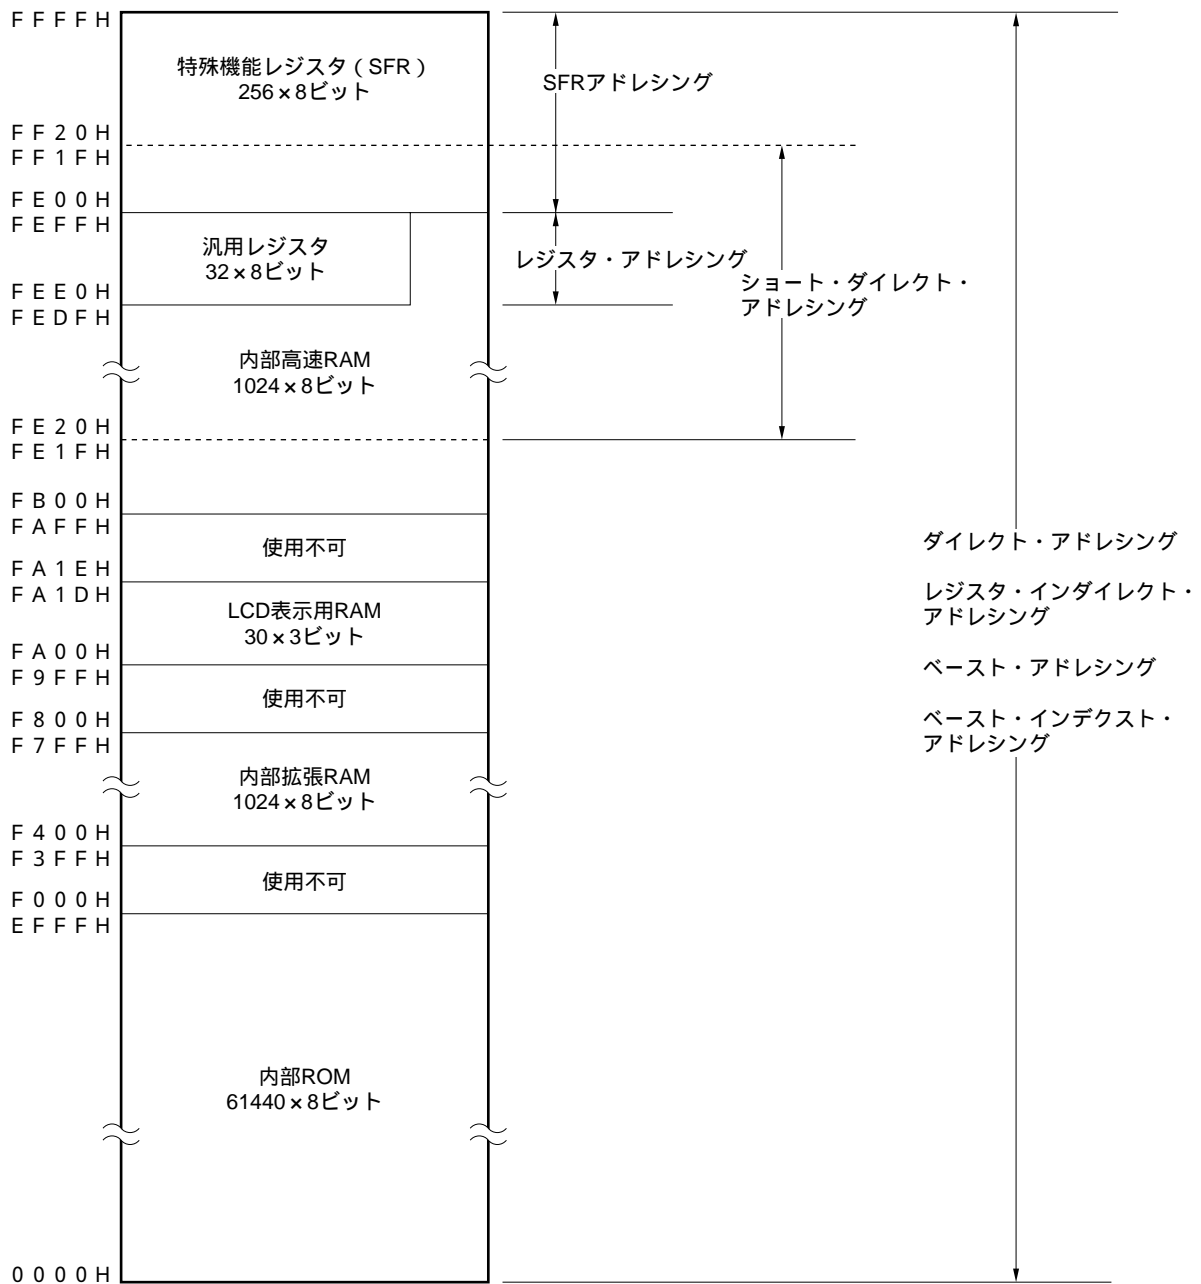 FFFFH
特殊機能レジスタ（SFR）
256×8ビット
SFRアドレシング
FF20H
FF1FH
FE00H
FEFFH
汎用レジスタ
32×8ビット
レジスタ・アドレシング
ショート・ダイレクト・
アドレシング
FEE0H
FEDFH
内部高速RAM
1024×8ビット
FE20H
FE1FH
FB00H
FAFFH
使用不可
ダイレクト・アドレシング
FA1EH
FA1DH
LCD表示用RAM
30×3ビット
レジスタ・インダイレクト・
アドレシング
FA00H
F9FFH
使用不可
ベースト・アドレシング
F800H
F7FFH
ベースト・インデクスト・
アドレシング
内部拡張RAM
1024×8ビット
F400H
F3FFH
使用不可
F000H
EFFFH
内部ROM
61440×8ビット
0000H